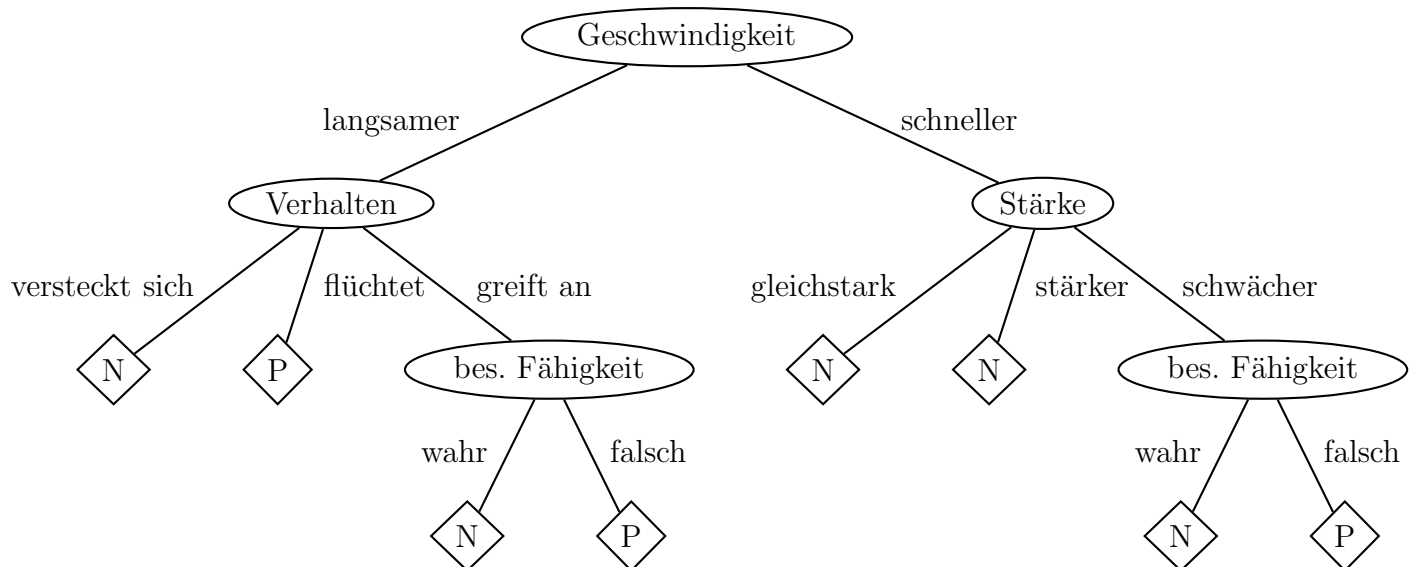 Geschwindigkeit
langsamer schneller
Verhalten Stärke
versteckt sich flüchtet greift an gleichstark stärker schwächer
N P bes. Fähigkeit N N bes. Fähigkeit
wahr falsch wahr falsch
N P N P